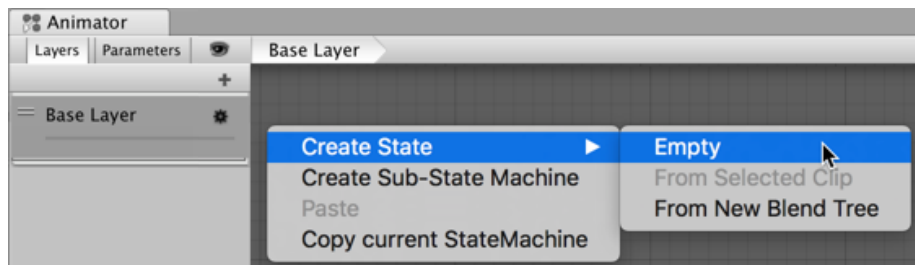 Animator
Layers Parameters
Base Layer
Base Layer
Create State
Create Sub-State Machine
Paste
Copy current StateMachine
Empty
From Selected Clip
From New Blend Tree